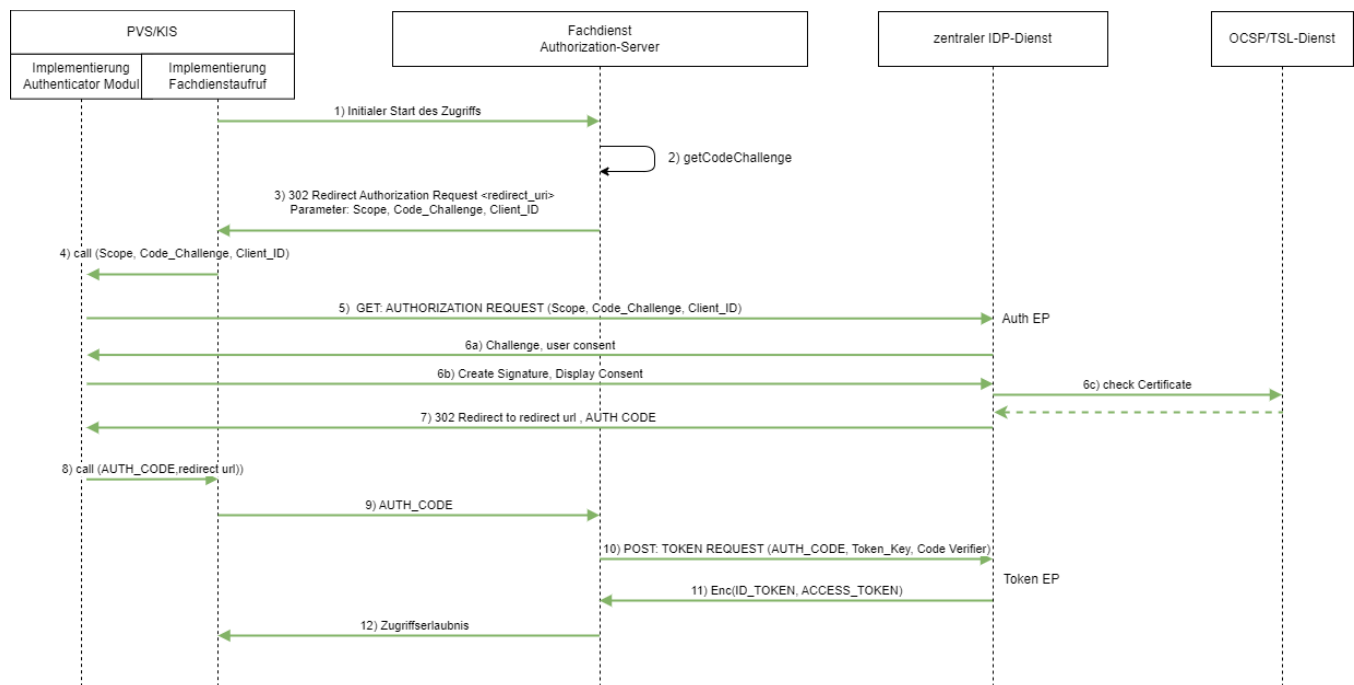 PVS/KIS
Implementierung
Authenticator Modul
Implementierung
Fachdienstaufruf
Fachdienst
Authorization-Server
zentraler IDP-Dienst
OCSP/TSL-Dienst
1) Initialer Start des Zugriffs
2) getCodeChallenge
3) 302 Redirect Authorization Request <redirect_uri>
Parameter: Scope, Code_Challenge, Client_ID
4) call (Scope, Code_Challenge, Client_ID)
5) GET: AUTHORIZATION REQUEST (Scope, Code_Challenge, Client_ID)
Auth EP
6a) Challenge, user consent
6b) Create Signature, Display Consent
6c) check Certificate
7) 302 Redirect to redirect url , AUTH CODE
8) call (AUTH_CODE,redirect url))
9) AUTH_CODE
10) POST: TOKEN REQUEST (AUTH_CODE, Token_Key, Code Verifier)
Token EP
11) Enc(ID_TOKEN, ACCESS_TOKEN)
12) Zugriffserlaubnis